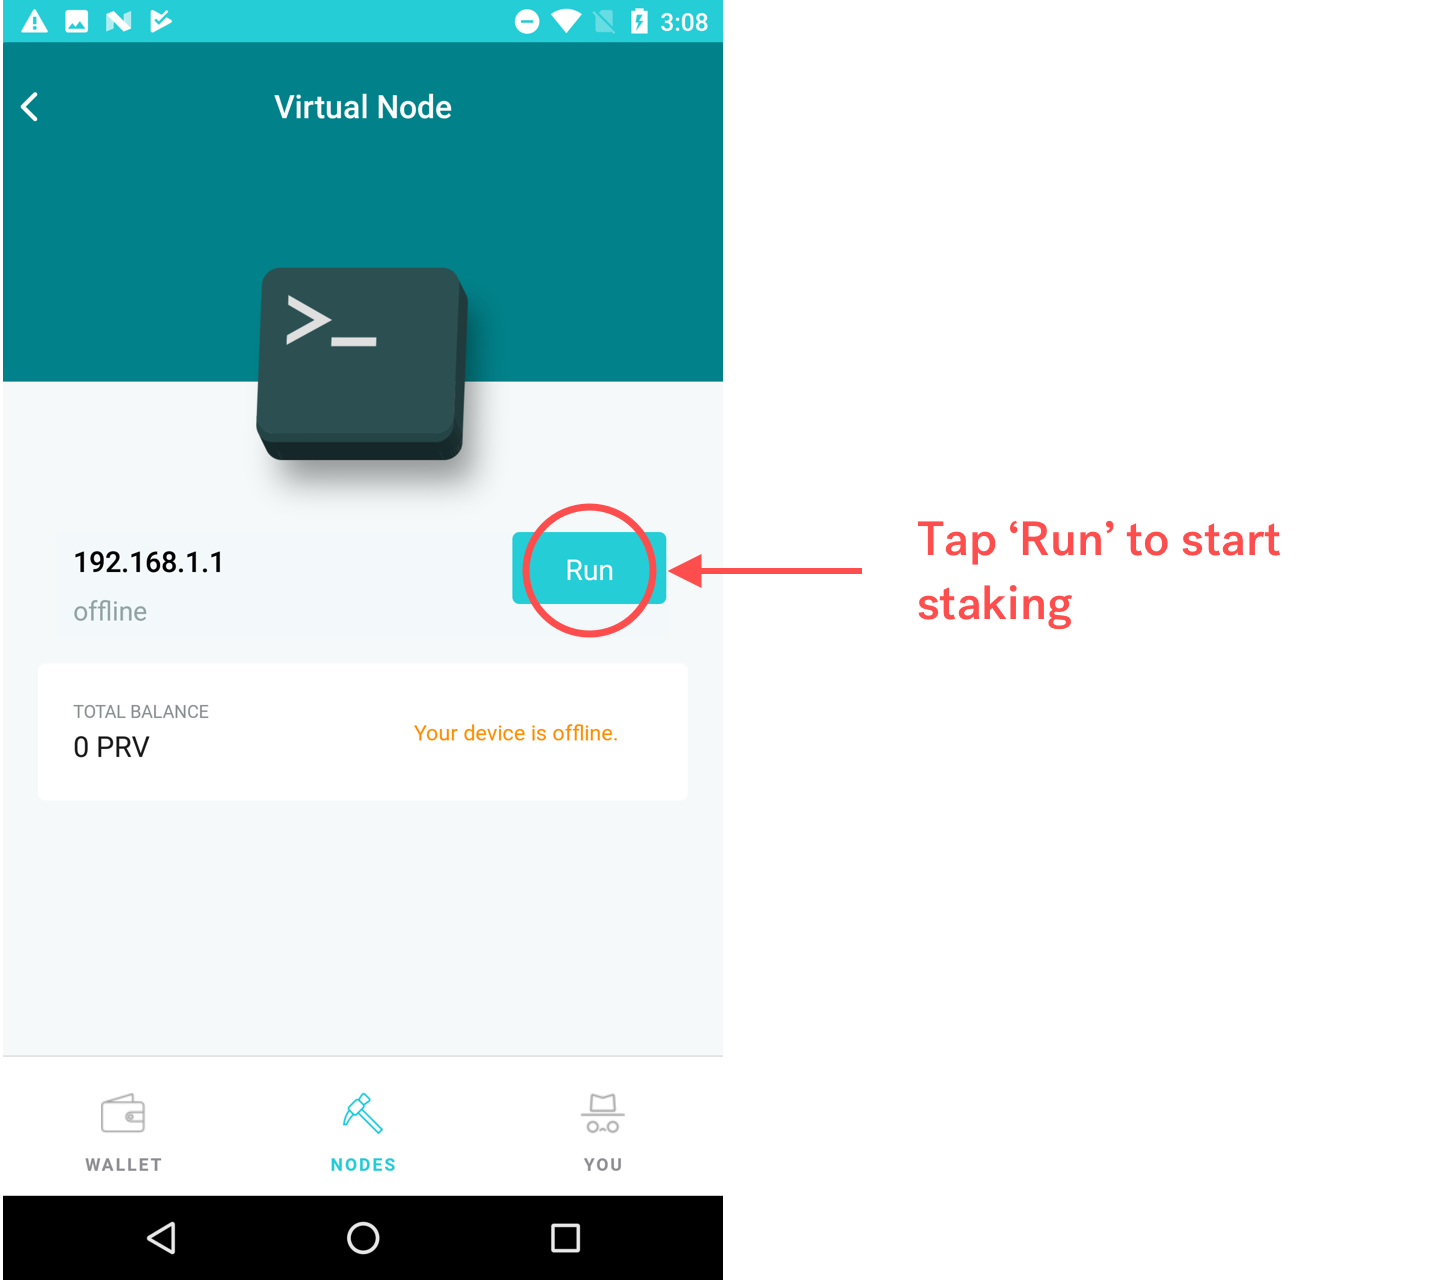 3:08
Virtual Node
>_
192.168.1.1
Run
offline
Tap ‘Run’ to start
staking
TOTAL BALANCE
0 PRV
Your device is offline.
WALLET
NODES
YOU